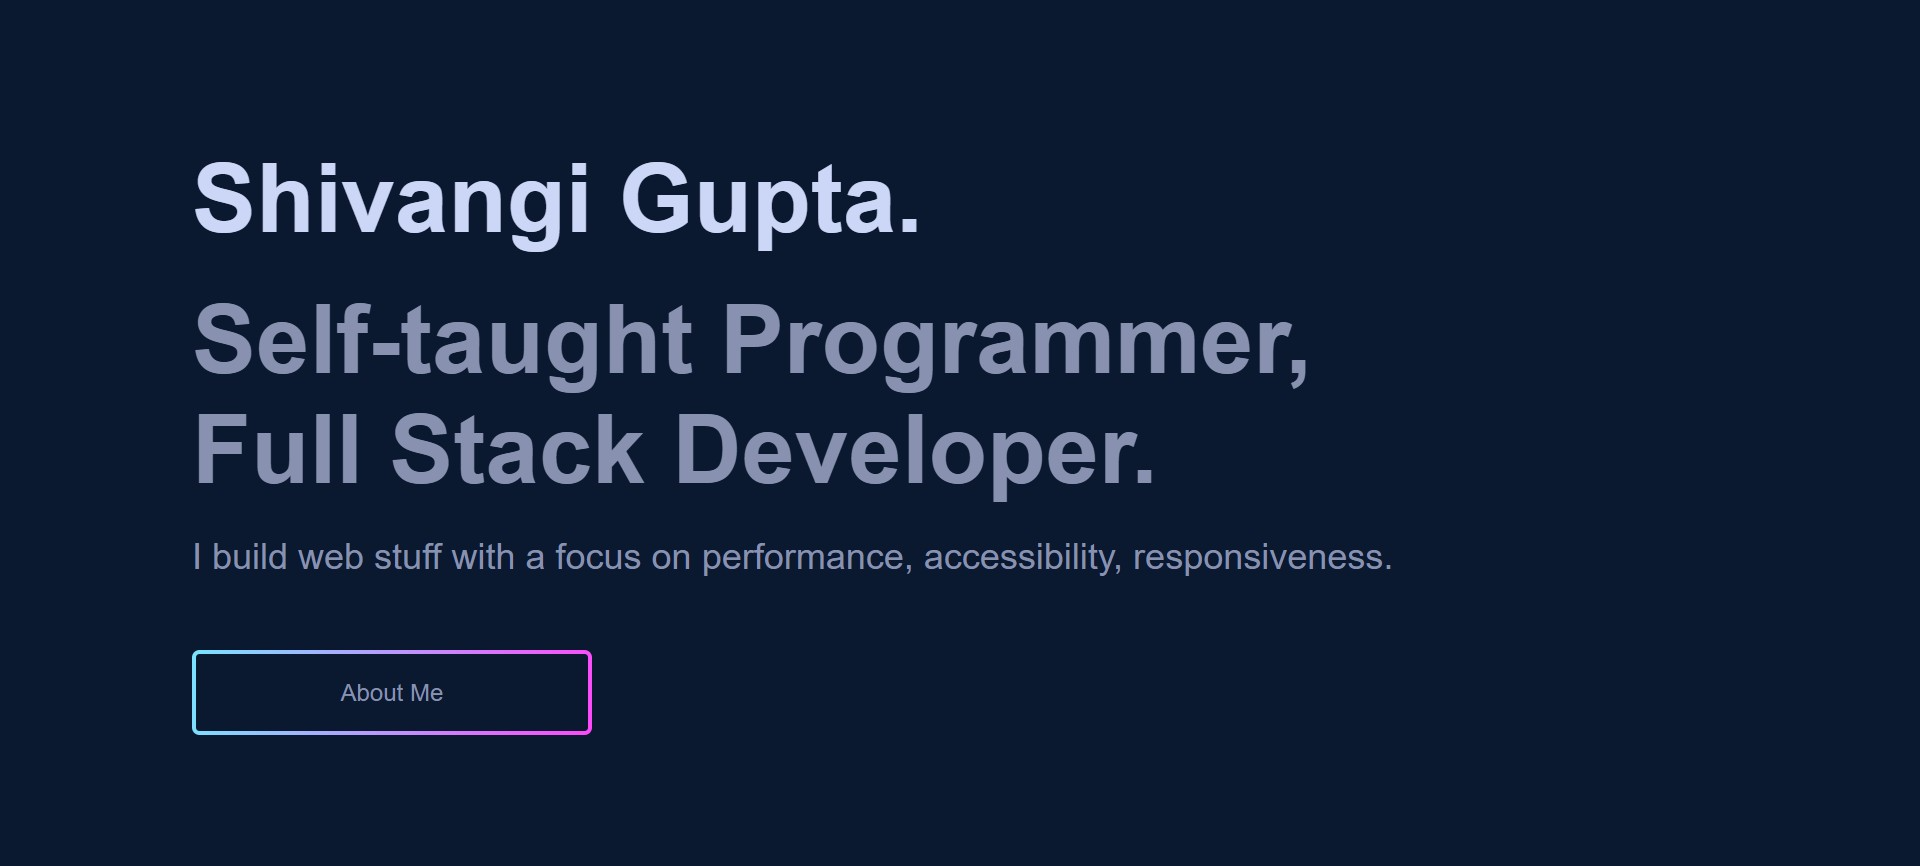 Shivangi Gupta.
Self-taught Programmer,
Full Stack Developer.
I build web stuff with a focus on performance, accessibility, responsiveness.
About Me